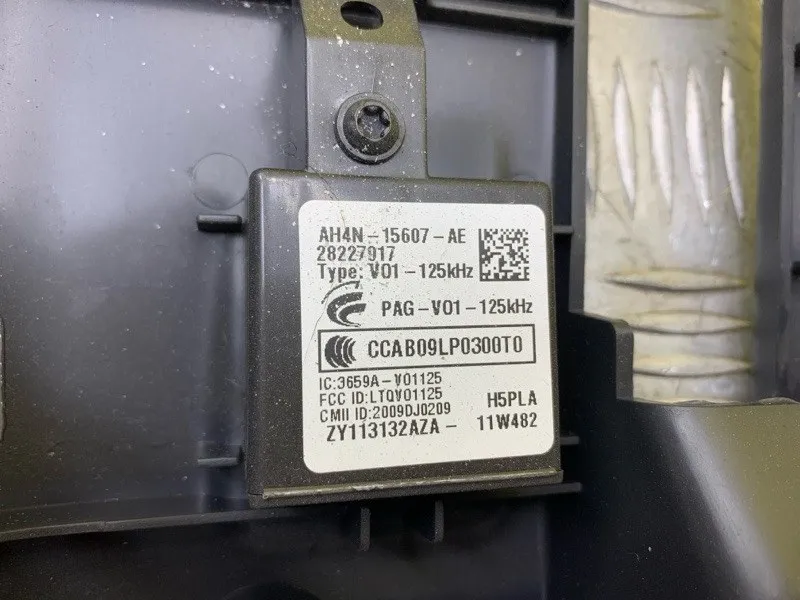 AH4N-15607-AE
28227917
Type: V01-125kHz
PAG-V01-125kHz
CCAB09LP0300T0
IC:3659A-V01125
FCC ID:LTQV01125
CMII ID:2009DJ0209
H5PLA
ZY113132AZA- 11W482